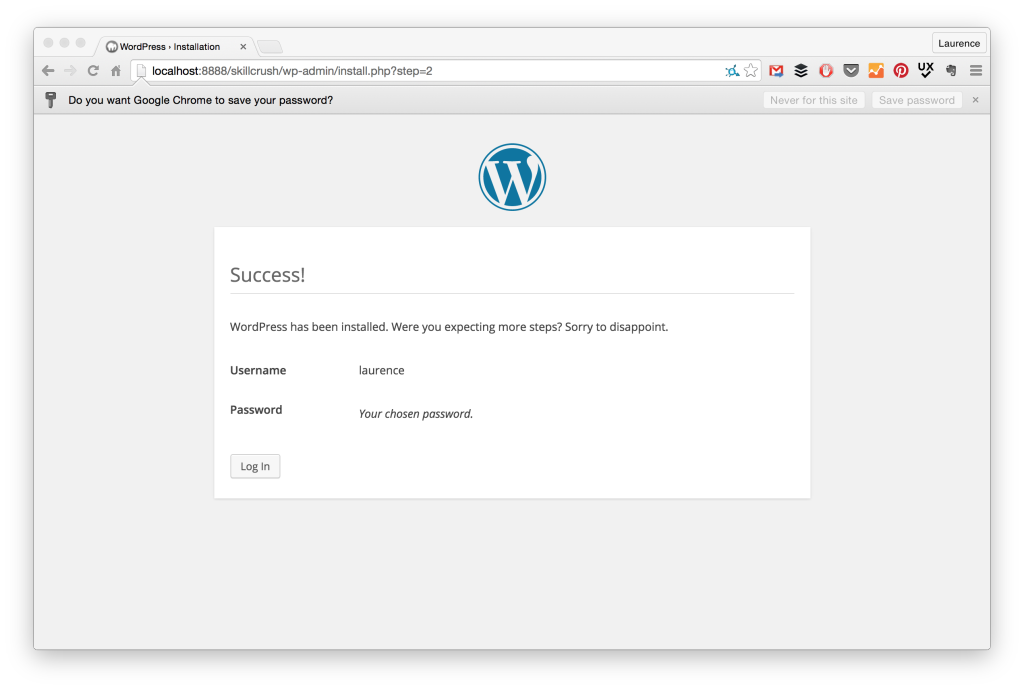 WordPress › Installation
Laurence
localhost:8888/skillcrush/wp-admin/install.php?step=2
UX
Do you want Google Chrome to save your password?
Never for this site
Save password
W
Success!
WordPress has been installed. Were you expecting more steps? Sorry to disappoint.
Username laurence
Password Your chosen password.
Log In